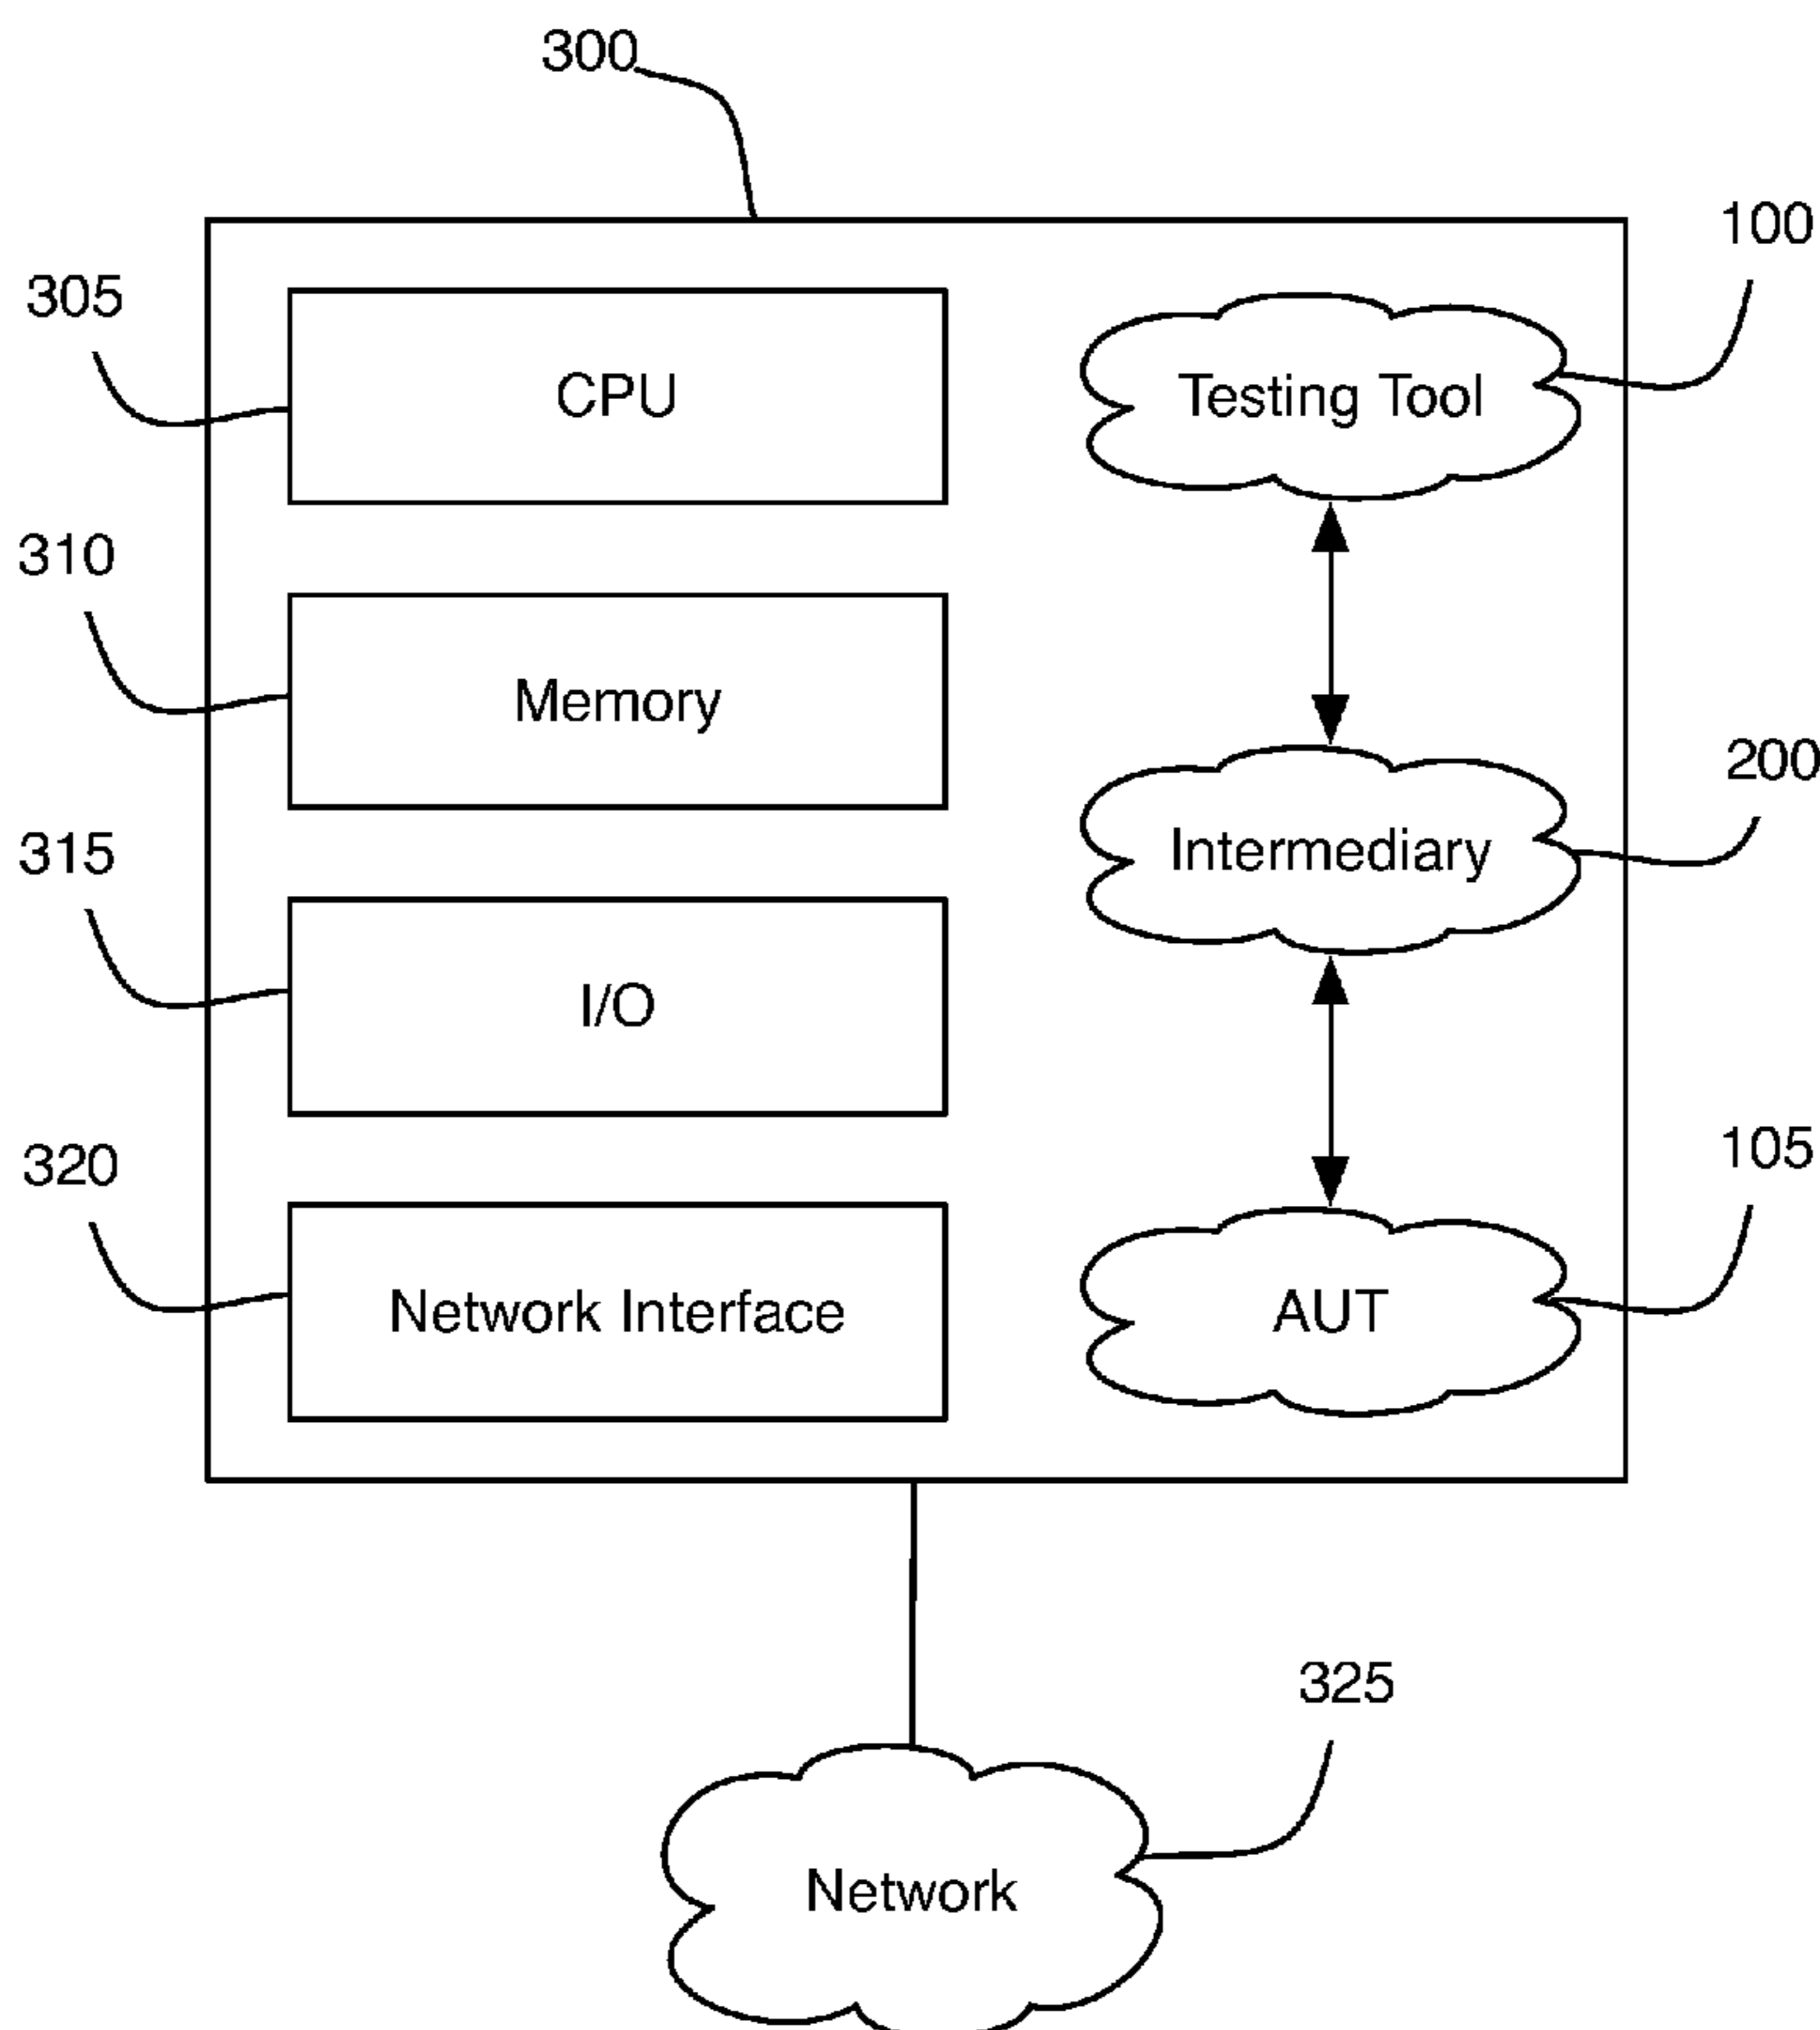 300
100
305
CPU
Testing Tool
310
Memory
200
315
Intermediary
I/O
320
105
Network Interface
AUT
325
Network